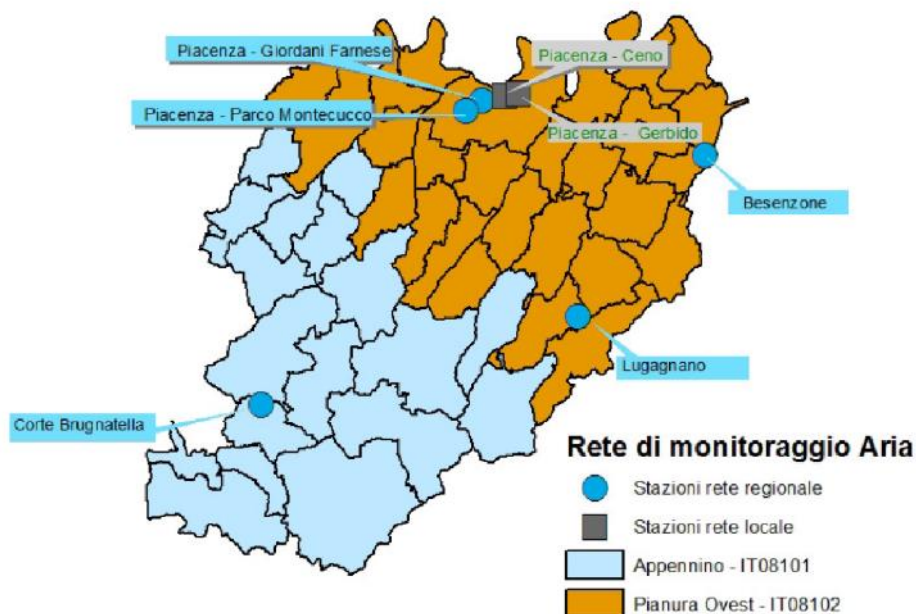 Piacenza - Giordani Farnese
Piacenza - Ceno
Piacenza - Parco Montecucco
Piacenza - Gerbido
Besenzone
Lugagnano
Corte Brugnatella
Rete di monitoraggio Aria
Stazioni rete regionale
Stazioni rete locale
Appennino - IT08101
Pianura Ovest - IT08102